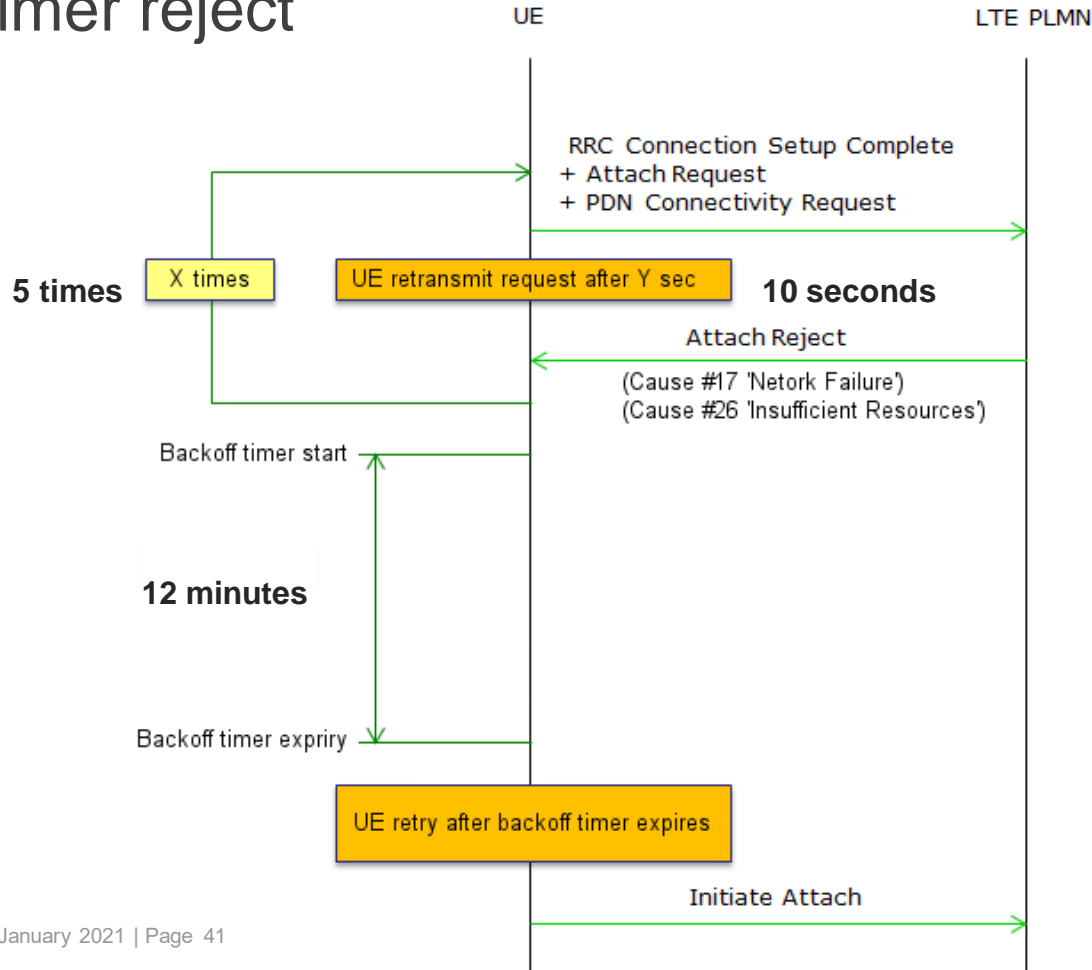 imer reject
UE
LTE PLMN
RRC Connection Setup Complete
+ Attach Request
+ PDN Connectivity Request
5 times
X times
UE retransmit request after Y sec
10 seconds
Attach Reject
(Cause #17 'Netork Failure')
(Cause #26 'Insufficient Resources')
Backoff timer start
12 minutes
Backoff timer expriry
UE retry after backoff timer expires
Initiate Attach
January 2021 | Page 41